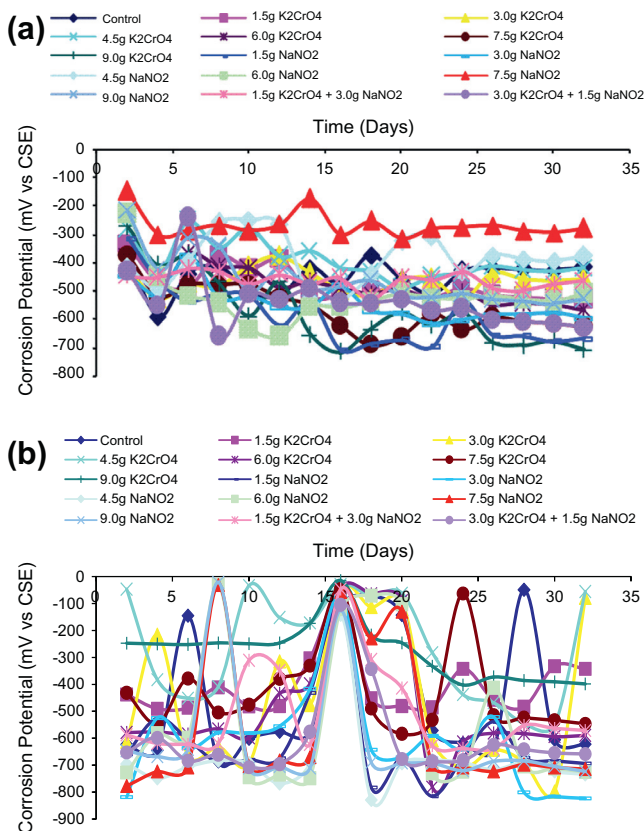 (a)
Control 1.5g K2CrO4 3.0g K2CrO4
4.5g K2CrO4 6.0g K2CrO4 7.5g K2CrO4
9.0g K2CrO4 1.5g NaNO2 3.0g NaNO2
4.5g NaNO2 6.0g NaNO2 7.5g NaNO2
9.0g NaNO2 1.5g K2CrO4 + 3.0g NaNO2 3.0g K2CrO4 + 1.5g NaNO2
Time (Days)
0 5 10 15 20 25 30 35
Corrosion Potential (mV vs CSE)
0
-100
-200
-300
-400
-500
-600
-700
-800
(b)
Control 1.5g K2CrO4 3.0g K2CrO4
4.5g K2CrO4 6.0g K2CrO4 7.5g K2CrO4
9.0g K2CrO4 1.5g NaNO2 3.0g NaNO2
4.5g NaNO2 6.0g NaNO2 7.5g NaNO2
9.0g NaNO2 1.5g K2CrO4 + 3.0g NaNO2 3.0g K2CrO4 + 1.5g NaNO2
Time (Days)
0 5 10 15 20 25 30 35
Corrosion Potential (mV vs CSE)
0
-100
-200
-300
-400
-500
-600
-700
-800
-900